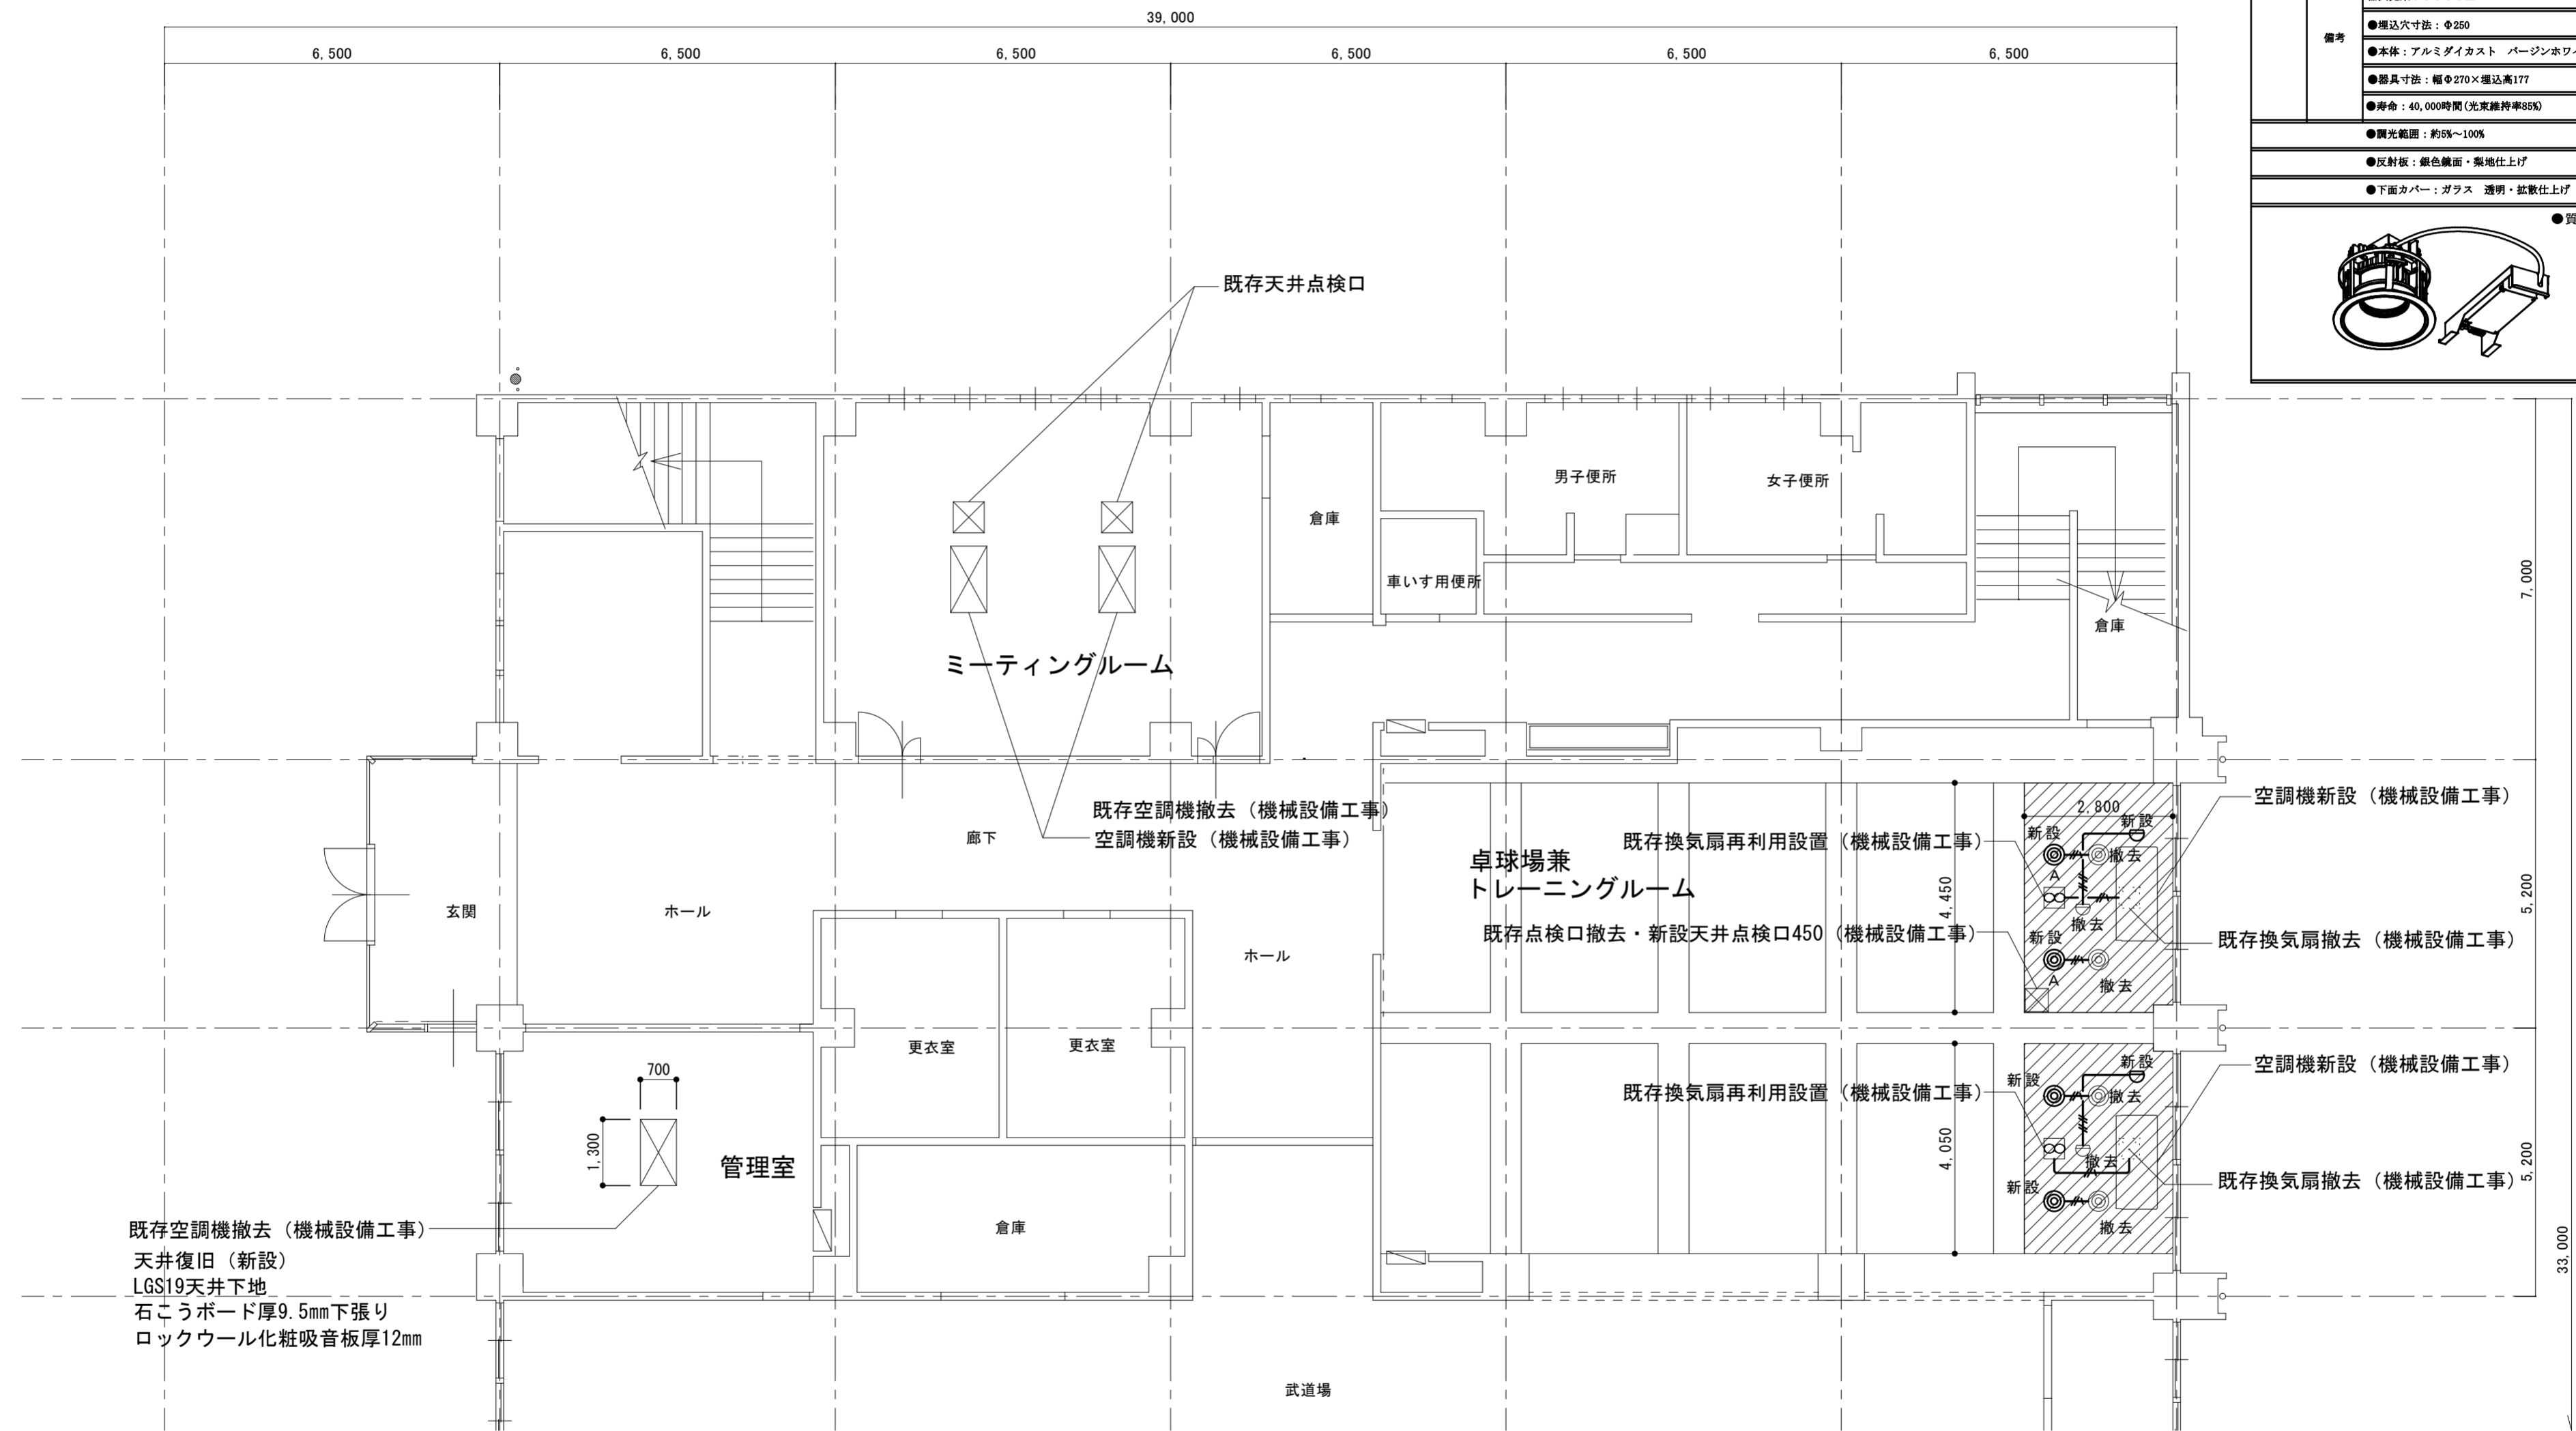 39,000
6,500
6,500
6,500
6,500
6,500
6,500
備考
●埋込穴寸法：Φ250
●本体：アルミダイカスト　バージンホワ
●器具寸法：幅Φ270×埋込高177
●寿命：40,000時間(光束維持率85%)
●調光範囲：約5%～100%
●反射板：銀色鏡面・梨地仕上げ
●下面カバー：ガラス　透明・拡散仕上げ
●質
既存天井点検口
男子便所
女子便所
倉庫
車いす用便所
倉庫
7,000
ミーティングルーム
既存空調機撤去（機械設備工事）
空調機新設（機械設備工事）
廊下
玄関
ホール
ホール
卓球場兼
トレーニングルーム
既存換気扇再利用設置（機械設備工事）
既存点検口撤去・新設天井点検口450（機械設備工事）
4,450
2,800
新設
新設
撤去
A
撤去
新設
A
撤去
空調機新設（機械設備工事）
既存換気扇撤去（機械設備工事）
5,200
更衣室
更衣室
700
1,300
管理室
既存空調機撤去（機械設備工事）
天井復旧（新設）
LGS19天井下地
石こうボード厚9.5mm下張り
ロックウール化粧吸音板厚12mm
倉庫
既存換気扇再利用設置（機械設備工事）
4,050
新設
新設
撤去
撤去
新設
撤去
空調機新設（機械設備工事）
既存換気扇撤去（機械設備工事）
5,200
33,000
武道場